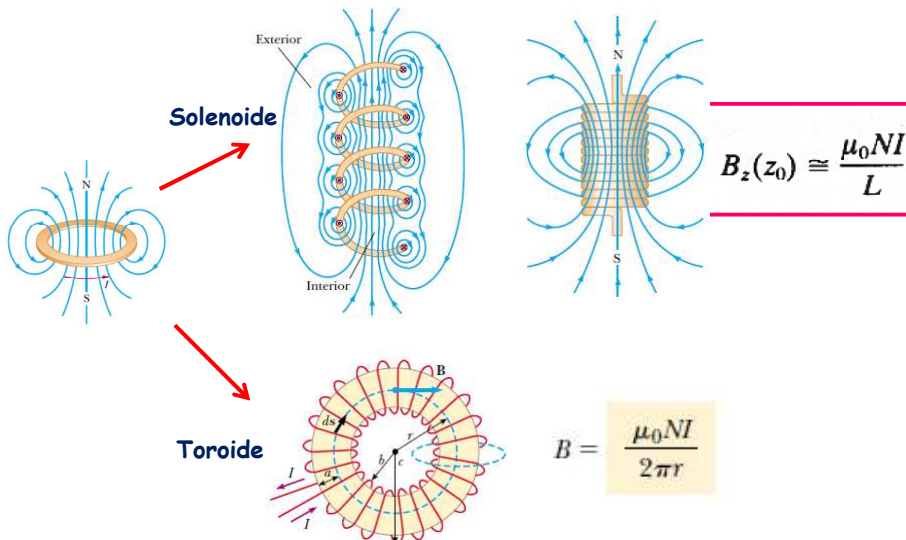 Exterior
N
Solenoide
N
B_z(z_0) ≅ μ_0NI / L
I
S
Interior
S
B
ds
r
Toroide
b
c
a
I
I
B = μ_0NI / 2πr